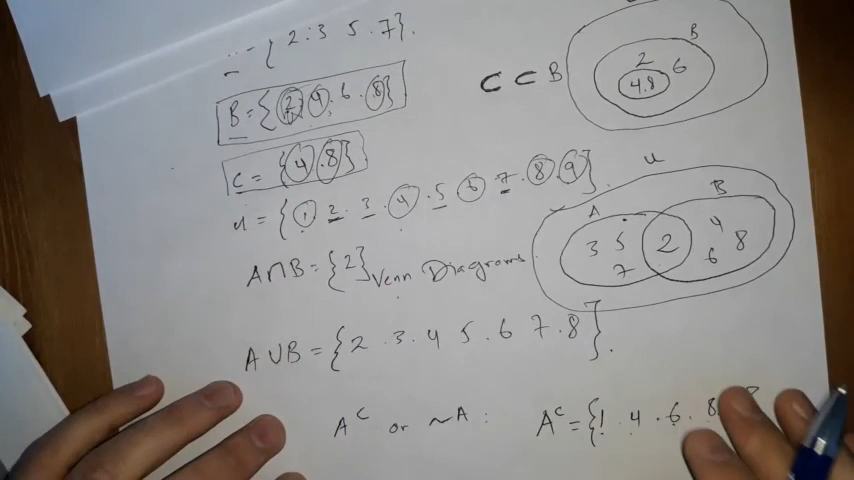 {2 . 3 5 . 7}.
B = {2, 4, . 6 . 8}
C = {4 . 8}
C ⊂ B
B
2
4.8 6
u = {1 2 . 3 . 4 . 5 6 7 . 8 9}.
u
A B
3 5 7 2 4 6 8
A∩B = {2}
Venn Diagrams
A∪B = {2 . 3 . 4 5 . 6 7 . 8}.
A^c or ~A : A^c = {1 . 4 . 6 . 8